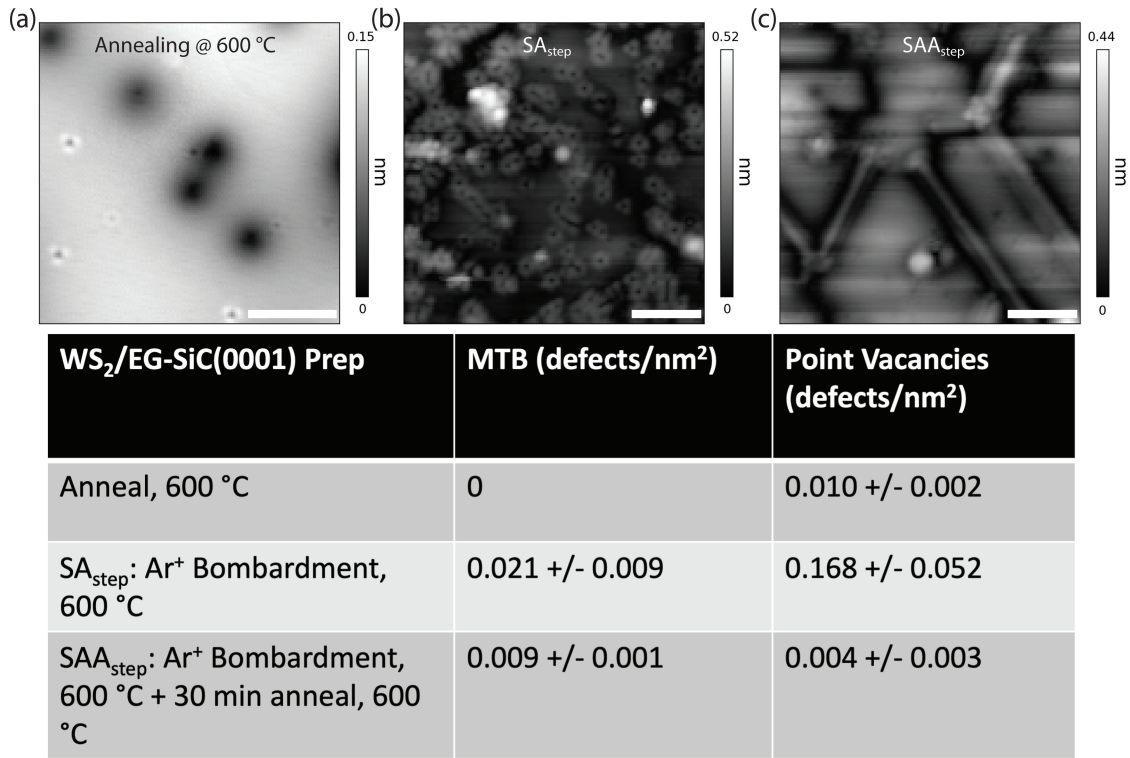 (a)
Annealing @ 600 °C
0.15
nm
0
(b)
SAstep
0.52
nm
0
(c)
SAAstep
0.44
nm
0
WS2/EG-SiC(0001) Prep
MTB (defects/nm²)
Point Vacancies
(defects/nm²)
Anneal, 600 °C
0
0.010 +/- 0.002
SAstep: Ar⁺ Bombardment,
600 °C
0.021 +/- 0.009
0.168 +/- 0.052
SAAstep: Ar⁺ Bombardment,
600 °C + 30 min anneal, 600
°C
0.009 +/- 0.001
0.004 +/- 0.003